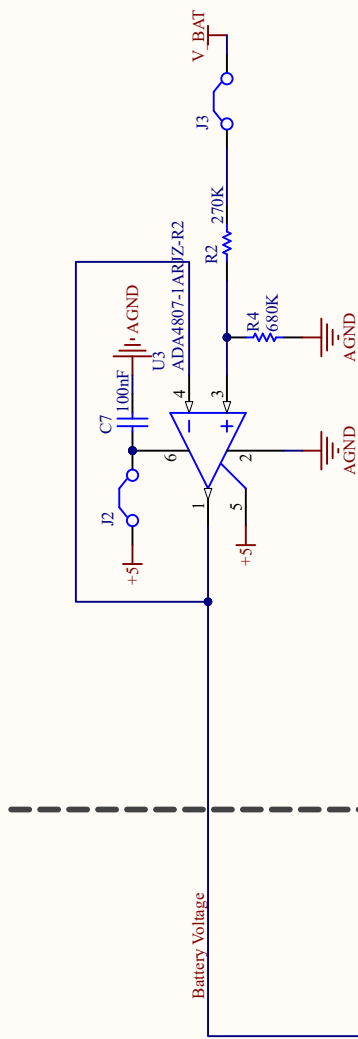 V_BAT
J3
270K
R2
R4
680K
AGND
AGND
100nF
C7
U3
ADA4807-1ARJZ-R2
4
3
6
2
1
5
J2
+5
+5
AGND
Battery Voltage